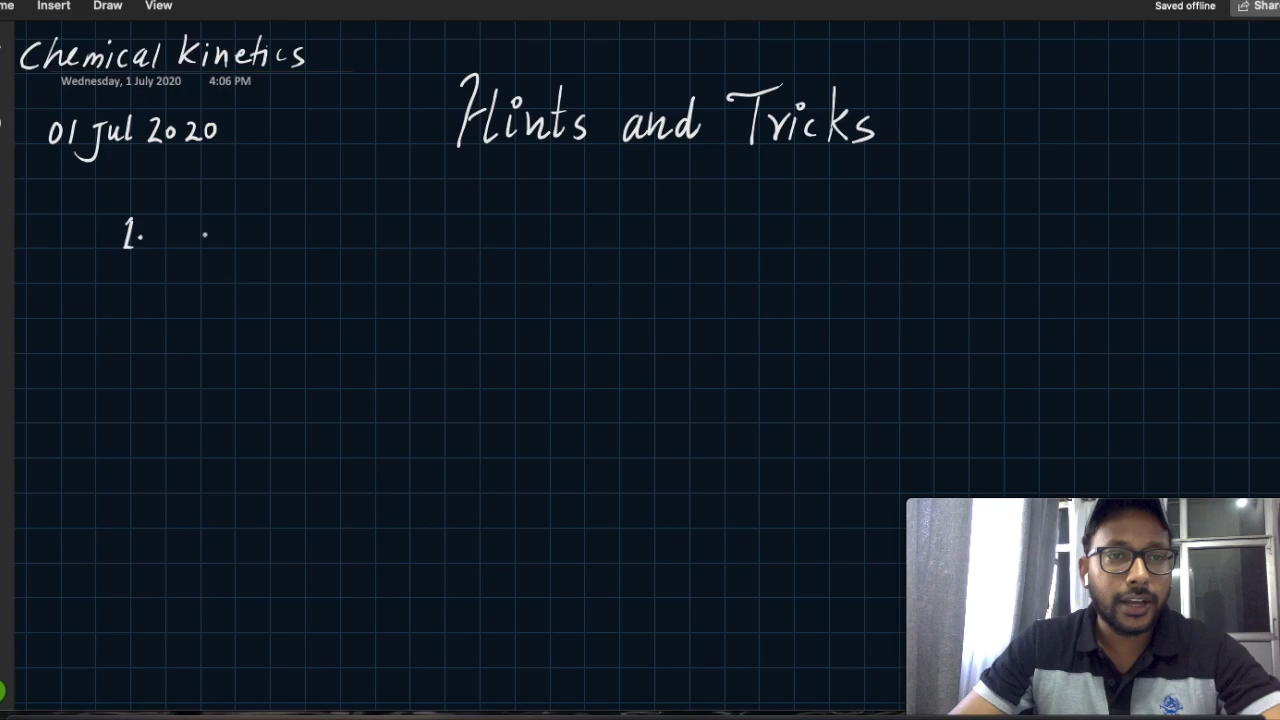 Insert Draw View Saved offline
Chemical Kinetics
Wednesday, 1 July 2020 4:06 PM
01 Jul 2020
Hints and Tricks
1.